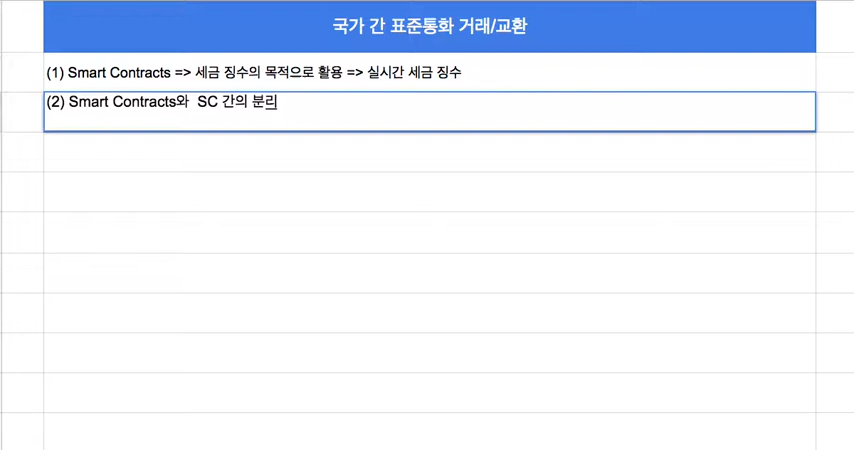 국가 간 표준통화 거래/교환
(1) Smart Contracts => 세금 징수의 목적으로 활용 => 실시간 세금 징수
(2) Smart Contracts와  SC 간의 분리